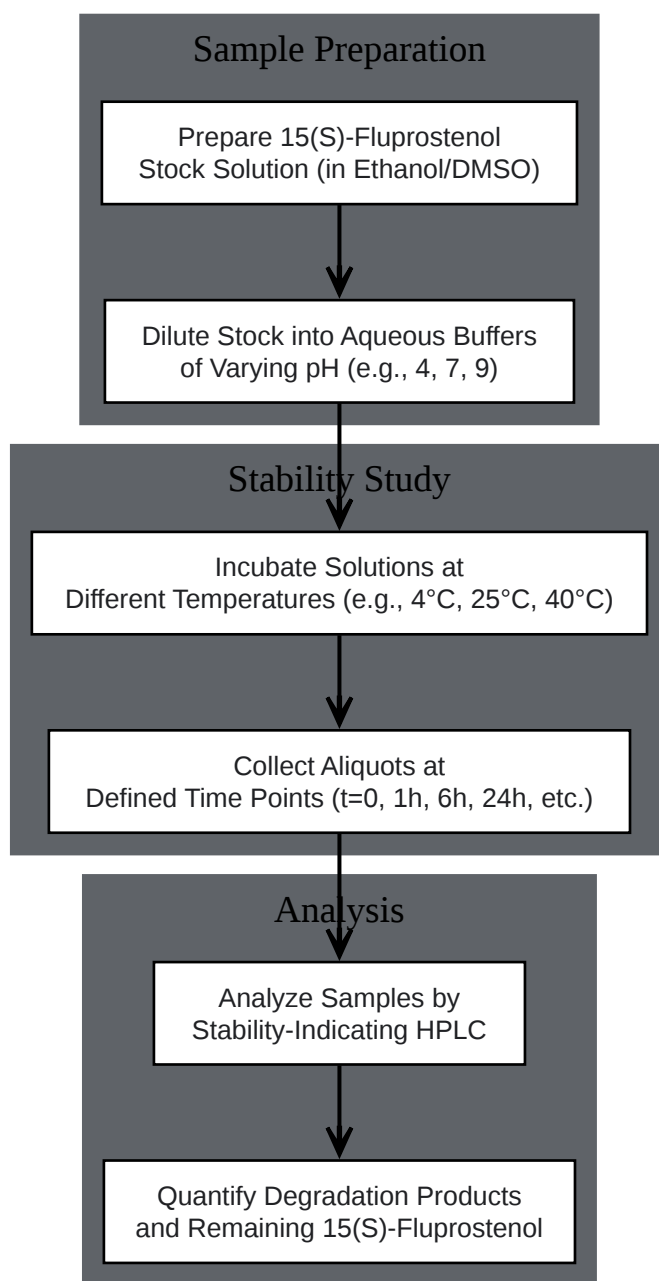 Sample Preparation
Prepare 15(S)-Fluprostenol
Stock Solution (in Ethanol/DMSO)
Dilute Stock into Aqueous Buffers
of Varying pH (e.g., 4, 7, 9)
Stability Study
Incubate Solutions at
Different Temperatures (e.g., 4°C, 25°C, 40°C)
Collect Aliquots at
Defined Time Points (t=0, 1h, 6h, 24h, etc.)
Analysis
Analyze Samples by
Stability-Indicating HPLC
Quantify Degradation Products
and Remaining 15(S)-Fluprostenol